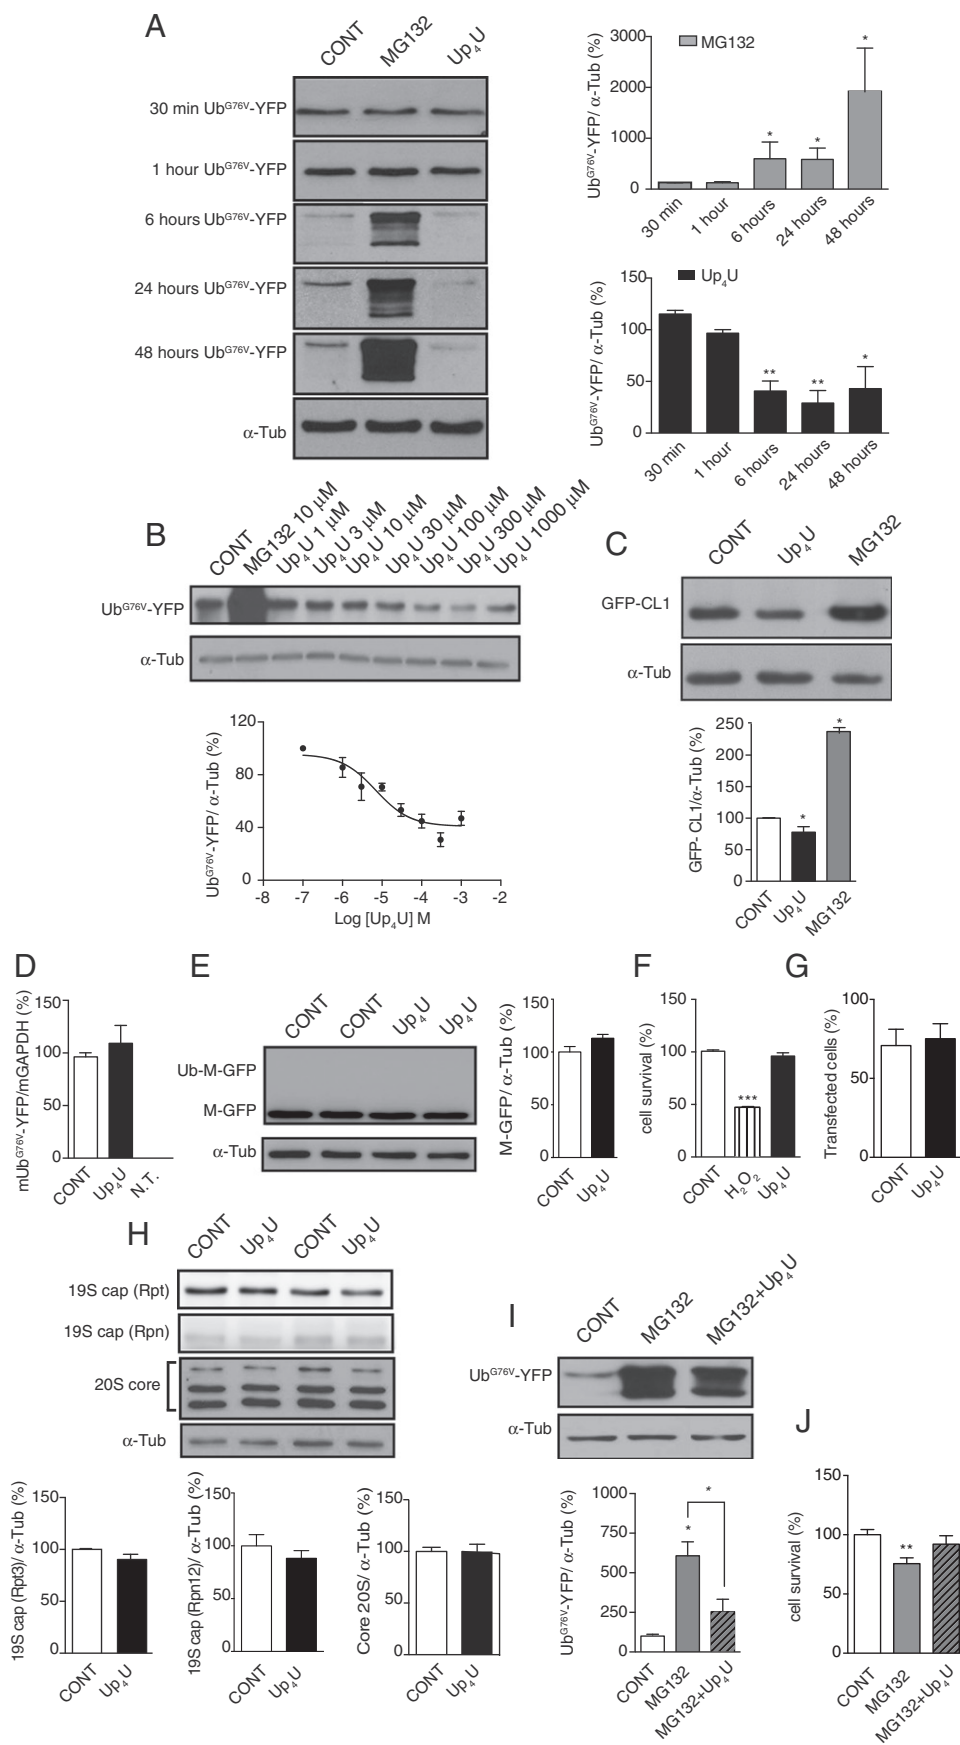 A
CONT
MG132
Up4U
30 min UbG76V-YFP
1 hour UbG76V-YFP
6 hours UbG76V-YFP
24 hours UbG76V-YFP
48 hours UbG76V-YFP
α-Tub
UbG76V-YFP/ α-Tub (%)
3000
2000
1000
0
MG132
*
*
*
30 min
1 hour
6 hours
24 hours
48 hours
UbG76V-YFP/ α-Tub (%)
150
100
50
0
Up4U
**
**
*
30 min
1 hour
6 hours
24 hours
48 hours
B
CONT
MG132 10 μM
Up4U 1 μM
Up4U 3 μM
Up4U 10 μM
Up4U 30 μM
Up4U 100 μM
Up4U 300 μM
Up4U 1000 μM
UbG76V-YFP
α-Tub
UbG76V-YFP/ α-Tub (%)
120
80
40
0
-8 -7 -6 -5 -4 -3 -2
Log [Up4U] M
C
CONT
Up4U
MG132
GFP-CL1
α-Tub
GFP- CL1/α-Tub (%)
250
200
150
100
50
0
*
*
CONT
Up4U
MG132
D
mUbG76V-YFP/mGAPDH (%)
150
100
50
0
CONT
Up4U
N.T.
E
CONT
CONT
Up4U
Up4U
Ub-M-GFP
M-GFP
α-Tub
M-GFP/ α-Tub (%)
150
100
50
0
CONT
Up4U
F
cell survival (%)
150
100
50
0
***
CONT
H2O2
Up4U
G
Transfected cells (%)
100
50
0
CONT
Up4U
H
CONT
Up4U
CONT
Up4U
19S cap (Rpt)
19S cap (Rpn)
20S core
α-Tub
19S cap (Rpt3)/ α-Tub (%)
150
100
50
0
CONT
Up4U
19S cap (Rpn12)/ α-Tub (%)
150
100
50
0
CONT
Up4U
Core 20S/ α-Tub (%)
150
100
50
0
CONT
Up4U
I
CONT
MG132
MG132+Up4U
UbG76V-YFP
α-Tub
UbG76V-YFP/ α-Tub (%)
1000
750
500
250
0
*
*
CONT
MG132
MG132+Up4U
J
cell survival (%)
150
100
50
0
**
CONT
MG132
MG132+Up4U